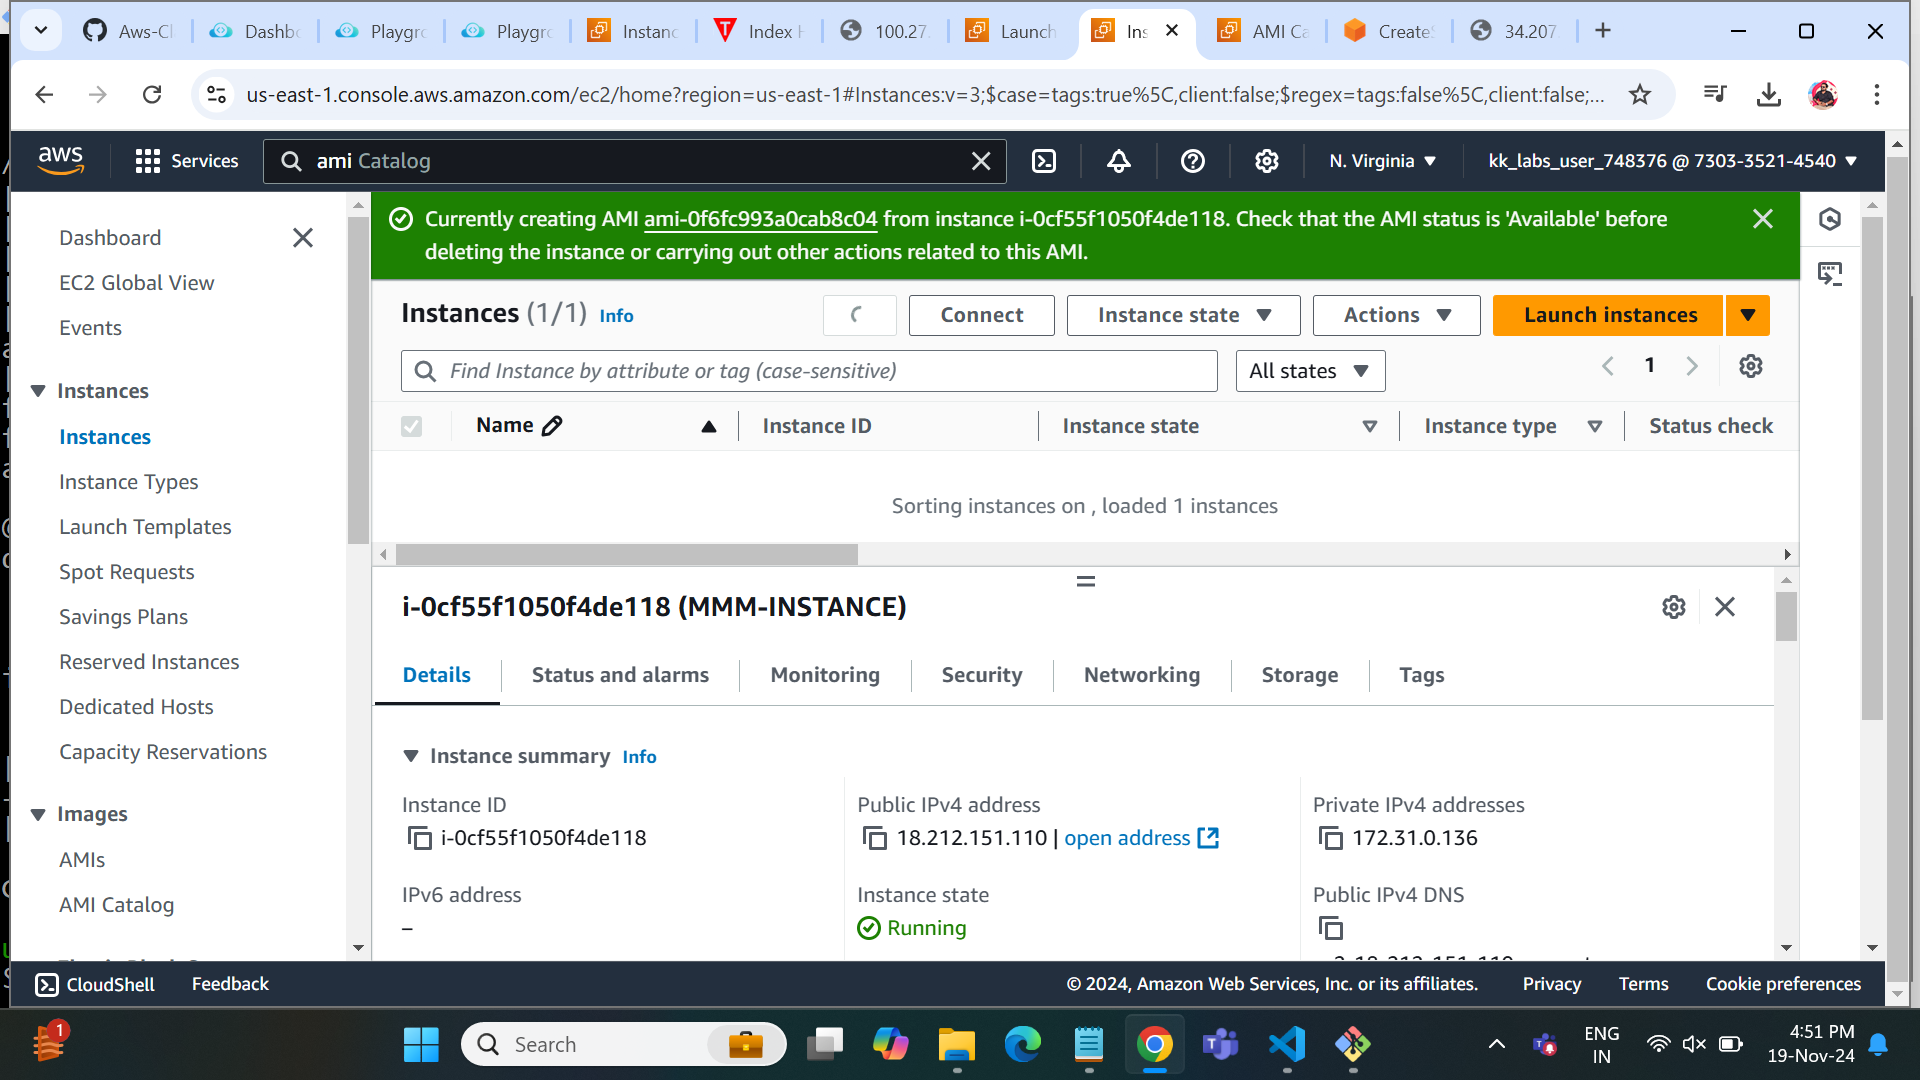 Aws-Cl
Dashbo
Playgro
Playgro
Instanc
Index H
100.27.
Launch
Ins
AMI Ca
CreateS
34.207
us-east-1.console.aws.amazon.com/ec2/home?region=us-east-1#Instances:v=3;$case=tags:true%5C,client:false;$regex=tags:false%5C,client:false;...
aws
Services
ami Catalog
N. Virginia
kk_labs_user_748376 @ 7303-3521-4540
Dashboard
EC2 Global View
Events
Instances
Instances
Instance Types
Launch Templates
Spot Requests
Savings Plans
Reserved Instances
Dedicated Hosts
Capacity Reservations
Images
AMIs
AMI Catalog
Currently creating AMI ami-0f6fc993a0cab8c04 from instance i-0cf55f1050f4de118. Check that the AMI status is 'Available' before
deleting the instance or carrying out other actions related to this AMI.
Instances (1/1) Info
Connect
Instance state
Actions
Launch instances
Find Instance by attribute or tag (case-sensitive)
All states
1
Name
Instance ID
Instance state
Instance type
Status check
Sorting instances on , loaded 1 instances
i-0cf55f1050f4de118 (MMM-INSTANCE)
Details
Status and alarms
Monitoring
Security
Networking
Storage
Tags
Instance summary Info
Instance ID
i-0cf55f1050f4de118
Public IPv4 address
18.212.151.110 | open address
Private IPv4 addresses
172.31.0.136
IPv6 address
–
Instance state
Running
Public IPv4 DNS
CloudShell
Feedback
© 2024, Amazon Web Services, Inc. or its affiliates.
Privacy
Terms
Cookie preferences
1
Search
ENG
IN
4:51 PM
19-Nov-24